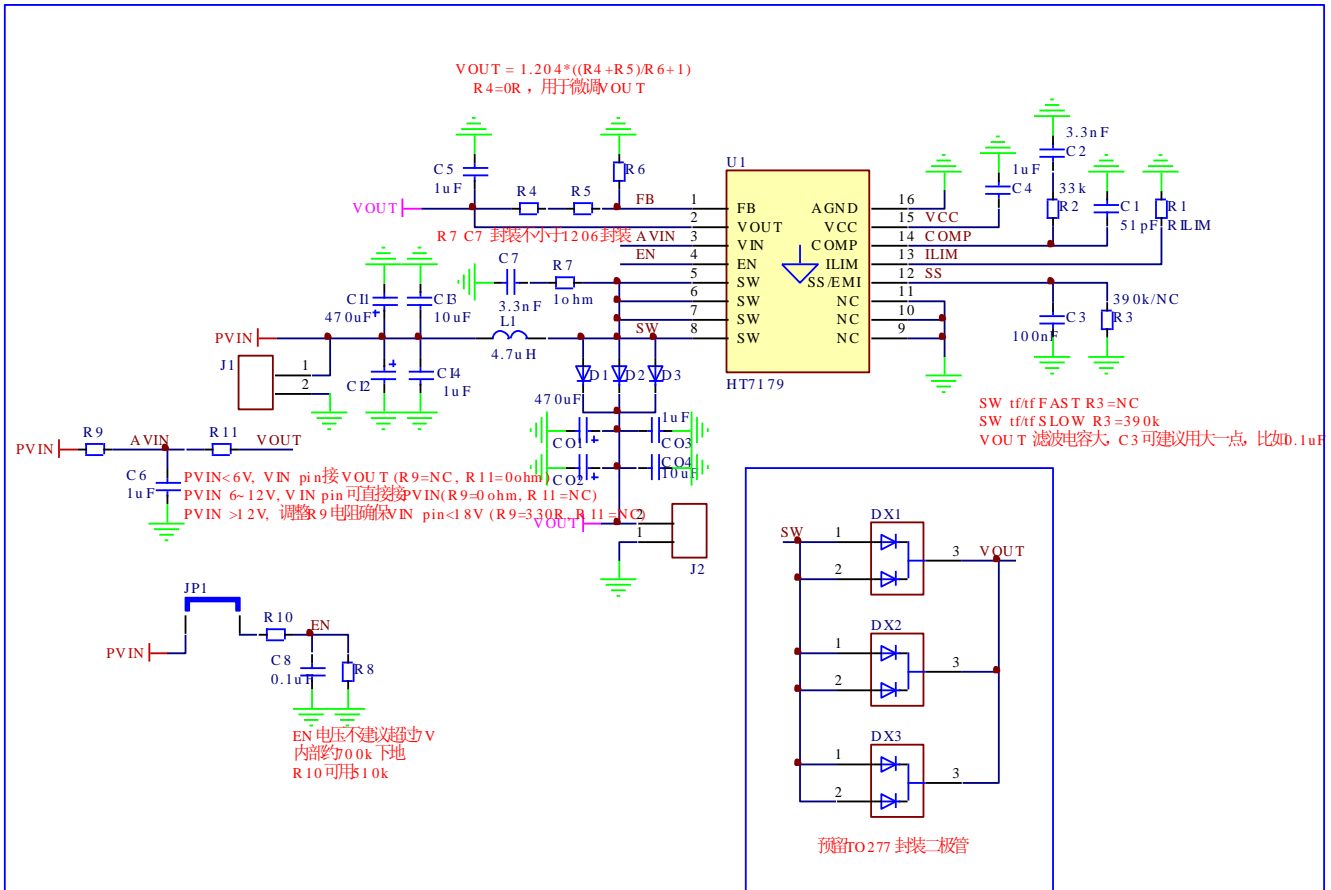 VOUT = 1.204*((R4+R5)/R6+1)
R4=0R ，用于微调VOUT
C5
1uF
R6
VOUT
R4
R5
FB
1
2
R7 C7 封装不小于1206封装
AVIN
3
EN
4
5
6
7
SW
8
U1
FB
VOUT
VIN
EN
SW
SW
SW
SW
AGND
VCC
COMP
ILIM
SS/EMI
NC
NC
NC
HT7179
16
15
VCC
14
COMP
13
ILIM
12
SS
11
10
9
3.3nF
C2
1uF
C4
33k
R2
C1
51pF
R1
RILIM
390k/NC
C3
100nF
R3
C7
3.3nF
R7
1ohm
CI1
470uF
+
CI3
10uF
PVIN
L1
4.7uH
J1
1
2
CI2
+
CI4
1uF
D1
D2
D3
470uF
1uF
CO1
+
CO3
CO2
+
CO4
10uF
VOUT
2
1
J2
SW tf/tf FAST R3=NC
SW tf/tf SLOW R3=390k
VOUT 滤波电容大，C3可建议用大一点，比如0.1uF
PVIN
R9
AVIN
R11
VOUT
C6
1uF
PVIN<6V, VIN pin接VOUT (R9=NC, R11=0ohm)
PVIN 6~12V, VIN pin可直接接PVIN(R9=0ohm, R11=NC)
PVIN >12V, 调整R9电阻确保VIN pin<18V (R9=330R, R11=NC)
JP1
R10
EN
PVIN
C8
0.1uF
R8
EN电压不建议超过7V
内部约700k下地
R10可用510k
SW
1
2
DX1
3
VOUT
1
2
DX2
3
1
2
DX3
3
预留TO277 封装二极管